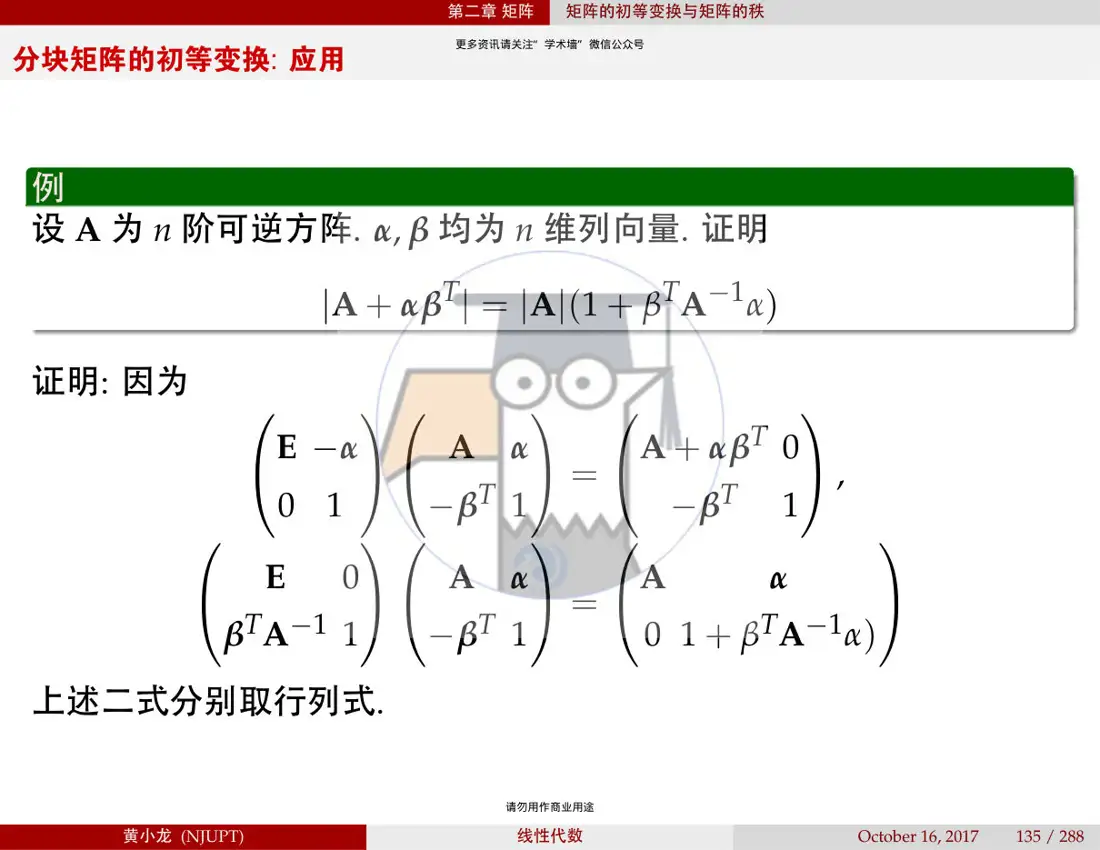 第二章 矩阵 矩阵的初等变换与矩阵的秩
更多资讯请关注“学术墙”微信公众号
分块矩阵的初等变换: 应用
例
设 A 为 n 阶可逆方阵. α, β 均为 n 维列向量. 证明
|A + αβ^T| = |A|(1 + β^T A^{−1}α)
证明: 因为
(E −α; 0 1) (A α; −β^T 1) = (A + αβ^T 0; −β^T 1),
(E 0; β^T A^{−1} 1) (A α; −β^T 1) = (A α; 0 1 + β^T A^{−1}α))
上述二式分别取行列式.
请勿用作商业用途
黄小龙 (NJUPT) 线性代数 October 16, 2017 135 / 288